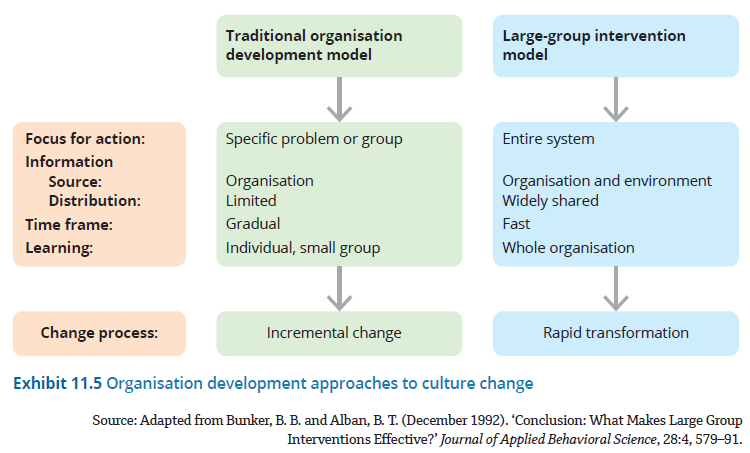 Traditional organisation
development model
Large-group intervention
model
Focus for action: Specific problem or group Entire system
Information
Source: Organisation Organisation and environment
Distribution: Limited Widely shared
Time frame: Gradual Fast
Learning: Individual, small group Whole organisation
Change process: Incremental change Rapid transformation
Exhibit 11.5 Organisation development approaches to culture change
Source: Adapted from Bunker, B. B. and Alban, B. T. (December 1992). ‘Conclusion: What Makes Large Group
Interventions Effective?’ Journal of Applied Behavioral Science, 28:4, 579–91.